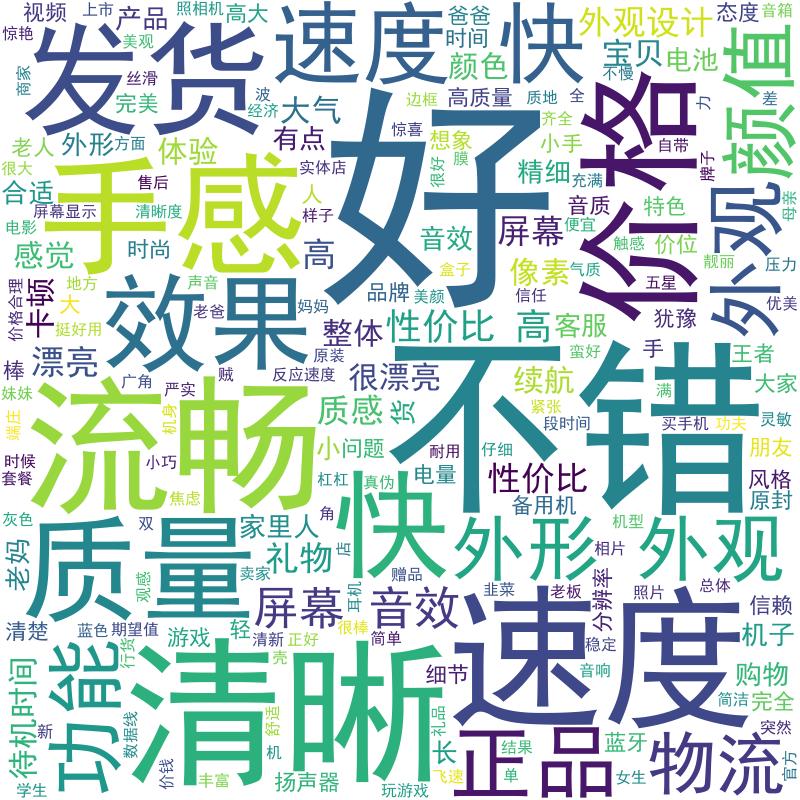 惊艳
视频
上市
产品
照相机
高大
爸爸
时间
外观设计
态度
音箱
发货
速度
快
颜色
宝贝
电池
颜值
美观
丝滑
商家
完美
波
经济
大气
边框
高质量
质地
全
不慢
力
差
老人
外形
方面
体验
有点
惊喜
想象
小手
齐全
价格
自带
牌子
很大
手感
好
实体店
很好
膜
精细
充满
合适
售后
人
音质
特色
便宜
外观
母亲
屏幕显示
清晰度
样子
音效
屏幕
触感
价位
靓丽
电影
感觉
时尚
高
盒子
像素
气质
五星
压力
信任
价格合理
地方
卡顿
大
声音
老爸
妈妈
品牌
美颜
犹豫
优美
挺好用
效果
整体
性价比
高
客服
棒
漂亮
原装
不错
蛮好
手
王者
广角
贼
反应速度
很漂亮
续航
满
大家
妹妹
严实
流畅
质感
货
紧张
段时间
买手机
功夫
灵敏
端庄
机身
小
问题
耐用
仔细
朋友
时候
套餐
小巧
杠杠
真伪
电量
性价比
风格
焦虑
快
备用机
原封
灰色
质量
双
家里人
角
外形
机型
外观
老妈
礼物
卖家
观感
耳机
赠品
韭菜
相片
老板
分辨率
照片
总体
信赖
屏幕
音效
清楚
蓝色
期望值
游戏
轻
清新
正好
很棒
简单
速度
稳定
机子
待机时间
功能
行货
清晰
壳
细节
音响
购物
简洁
完全
新
数据线
舒适
礼品
长
正品
结果
蓝牙
物流
突然
学生
价钱
丰富
机
扬声器
玩游戏
飞速
单
女生
官方